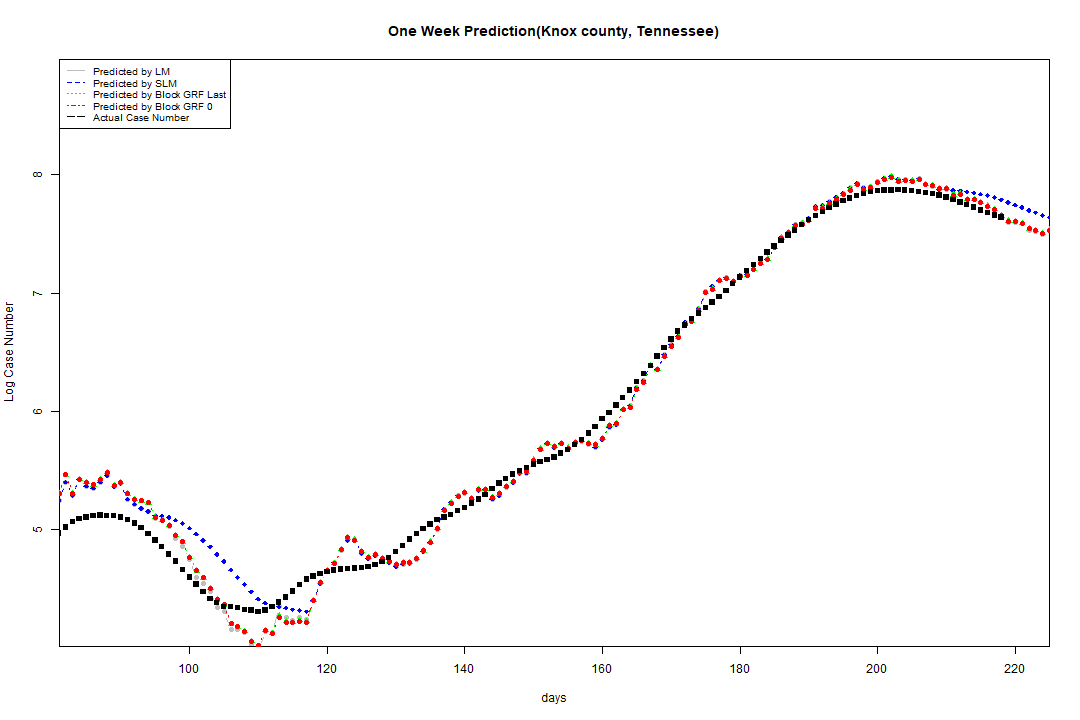 One Week Prediction(Knox county, Tennessee)
Predicted by LM
Predicted by SLM
Predicted by Block GRF Last
Predicted by Block GRF 0
Actual Case Number
8
7
6
5
Log Case Number
100 120 140 160 180 200 220
days